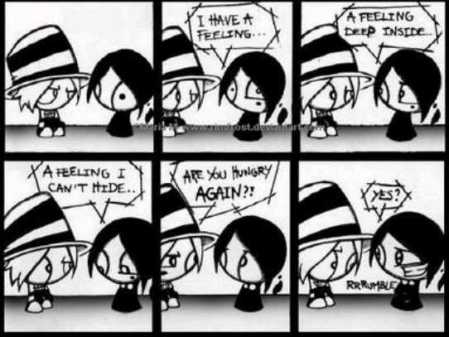 I HAVE A
FEELING...
A FEELING
DEEP INSIDE..
A FEELING I
CAN'T HIDE..
ARE YOU HUNGRY
AGAIN?!
YES?
RRRUMBLE